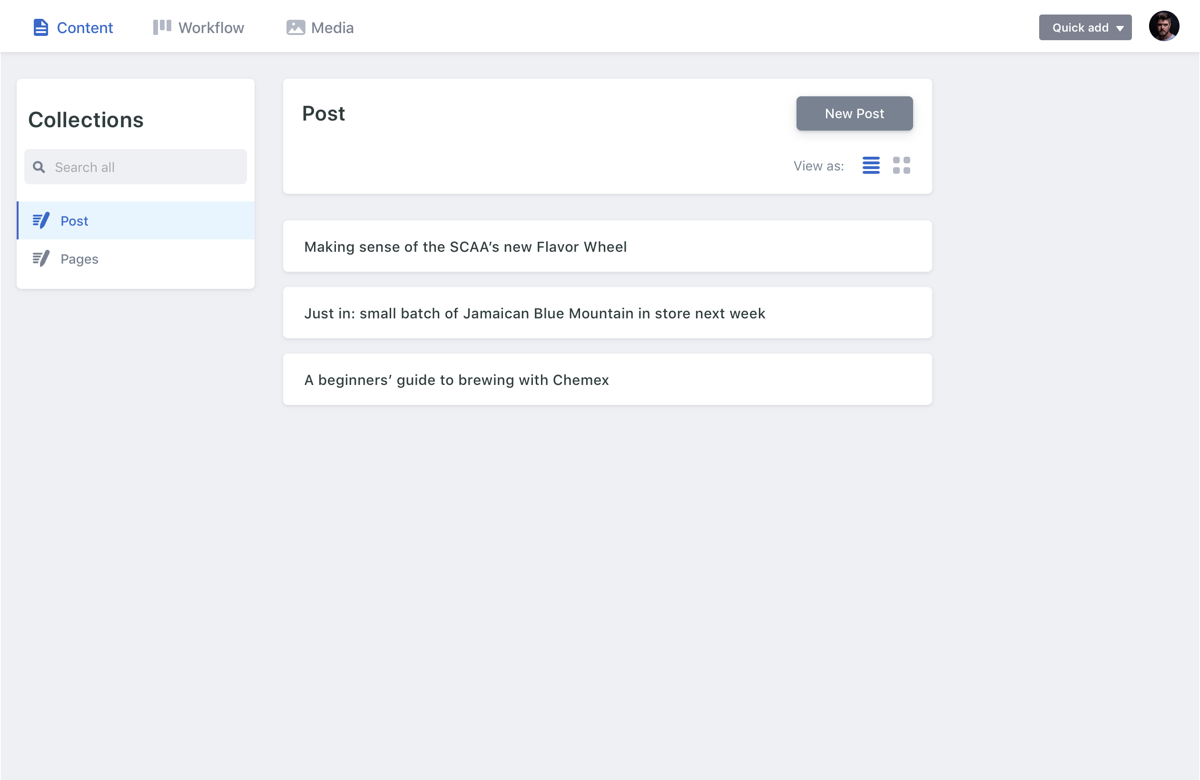 Content
Workflow
Media
Quick add
Collections
Search all
Post
Pages
Post
New Post
View as:
Making sense of the SCAA’s new Flavor Wheel
Just in: small batch of Jamaican Blue Mountain in store next week
A beginners’ guide to brewing with Chemex